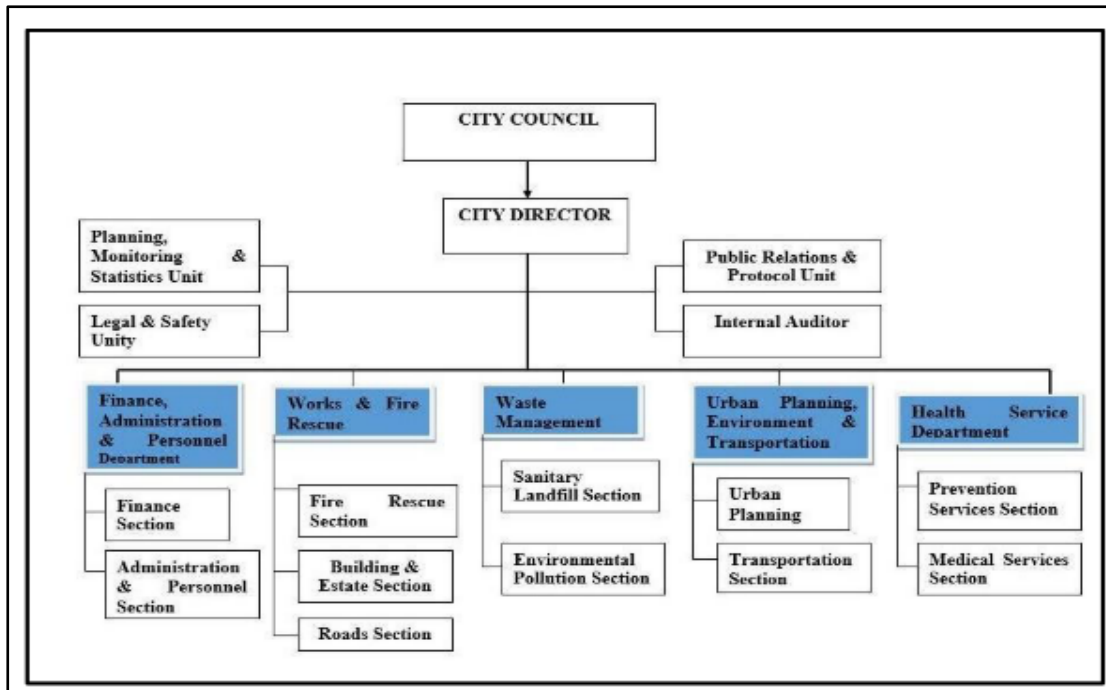 CITY COUNCIL
CITY DIRECTOR
Planning,
Monitoring &
Statistics Unit
Legal & Safety
Unity
Public Relations &
Protocol Unit
Internal Auditor
Finance,
Administration
& Personnel
Department
Finance
Section
Administration
& Personnel
Section
Works & Fire
Rescue
Fire Rescue
Section
Building &
Estate Section
Roads Section
Waste
Management
Sanitary
Landfill Section
Environmental
Pollution Section
Urban Planning,
Environment &
Transportation
Urban
Planning
Transportation
Section
Health Service
Department
Prevention
Services Section
Medical Services
Section